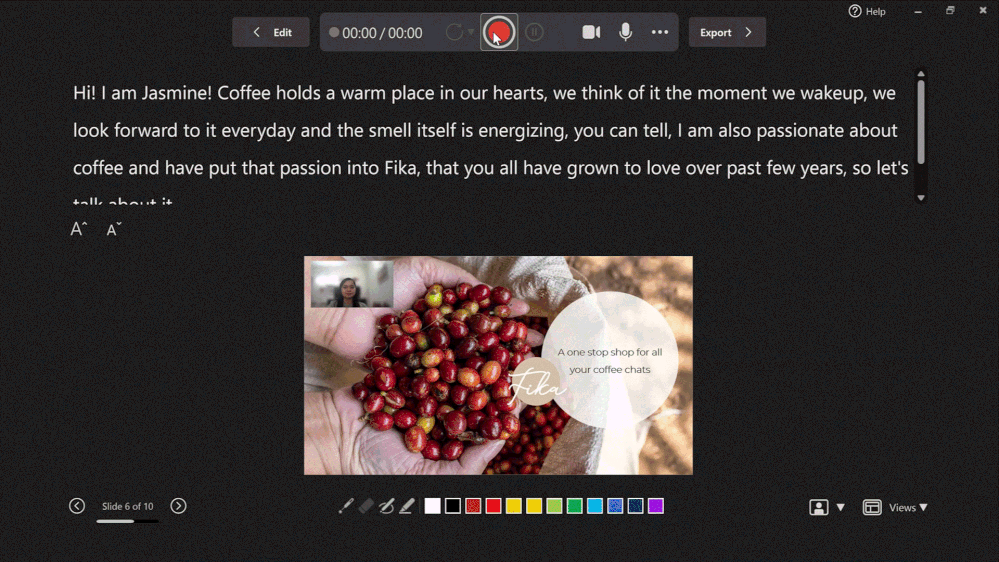 Help
Edit
00:00 / 00:00
Export
Hi! I am Jasmine! Coffee holds a warm place in our hearts, we think of it the moment we wakeup, we
look forward to it everyday and the smell itself is energizing, you can tell, I am also passionate about
coffee and have put that passion into Fika, that you all have grown to love over past few years, so let's
talk about it
A A
A one stop shop for all
your coffee chats
Fika
Slide 6 of 10
Views